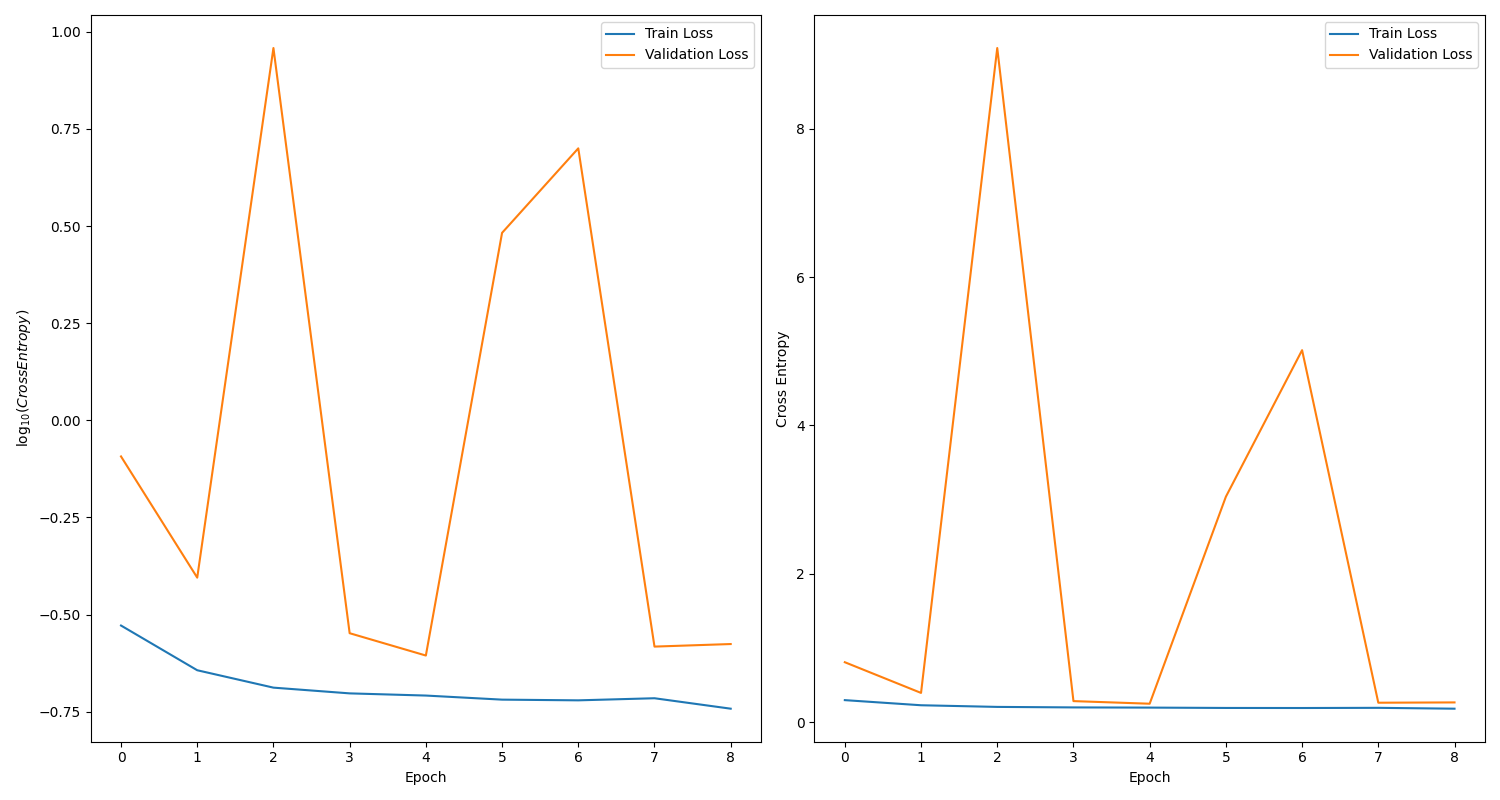 1.00
0.75
0.50
0.25
0.00
−0.25
−0.50
−0.75
log₁₀(CrossEntropy)
0 1 2 3 4 5 6 7 8
Epoch
Train Loss
Validation Loss
8
6
4
2
0
Cross Entropy
0 1 2 3 4 5 6 7 8
Epoch
Train Loss
Validation Loss